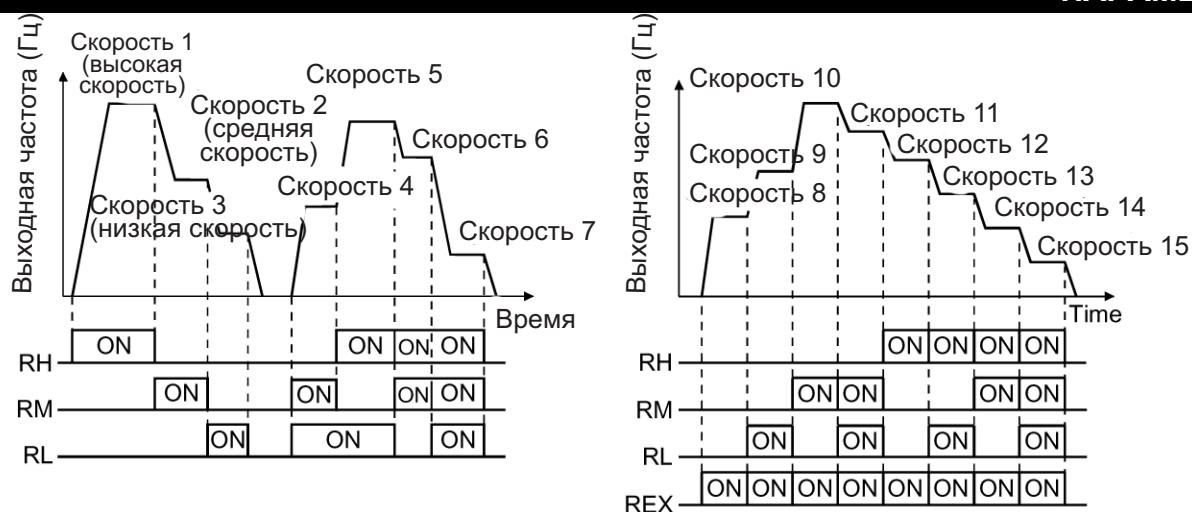 Выходная частота (Гц)
Скорость 1
(высокая
скорость)
Скорость 2
(средняя
скорость)
Скорость 3
(низкая скорость)
Скорость 5
Скорость 4
Скорость 6
Скорость 7
Время
RH
ON
ON
ON
ON
RM
ON
ON
ON
ON
RL
ON
ON
ON
Выходная частота (Гц)
Скорость 10
Скорость 9
Скорость 8
Скорость 11
Скорость 12
Скорость 13
Скорость 14
Скорость 15
Time
RH
ON
ON
ON
ON
RM
ON
ON
ON
ON
RL
ON
ON
ON
ON
REX
ON
ON
ON
ON
ON
ON
ON
ON